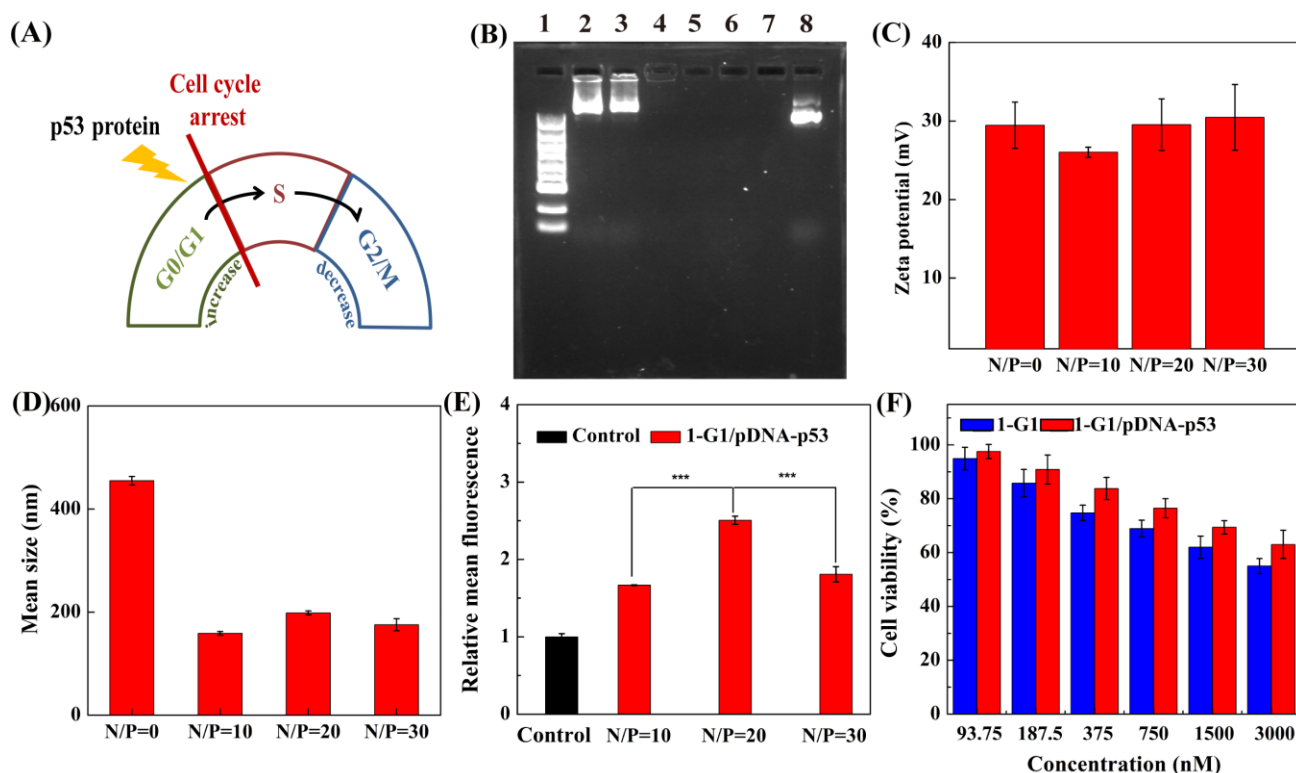 (A)
Cell cycle
arrest
p53 protein
G0/G1
S
G2/M
increase
decrease
(B)
1 2 3 4 5 6 7 8
(C)
Zeta potential (mV)
40
30
20
10
N/P=0 N/P=10 N/P=20 N/P=30
(D)
Mean size (nm)
600
400
200
0
N/P=0 N/P=10 N/P=20 N/P=30
(E)
Relative mean fluorescence
4
3
2
1
0
Control 1-G1/pDNA-p53
*** ***
Control N/P=10 N/P=20 N/P=30
(F)
Cell viability (%)
100
80
60
40
20
0
1-G1 1-G1/pDNA-p53
93.75 187.5 375 750 1500 3000
Concentration (nM)